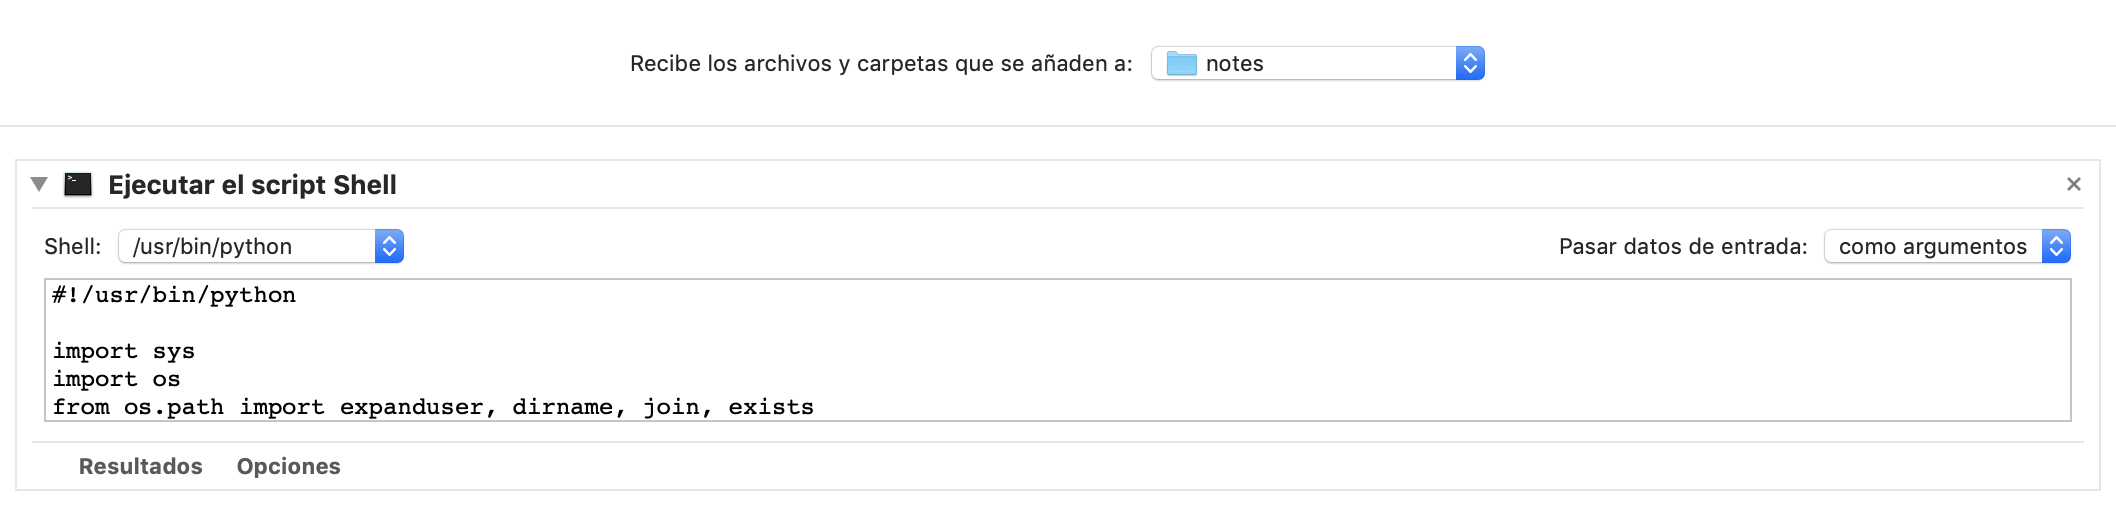 Recibe los archivos y carpetas que se añaden a: notes
Ejecutar el script Shell
Shell: /usr/bin/python Pasar datos de entrada: como argumentos
#!/usr/bin/python
import sys
import os
from os.path import expanduser, dirname, join, exists
Resultados Opciones